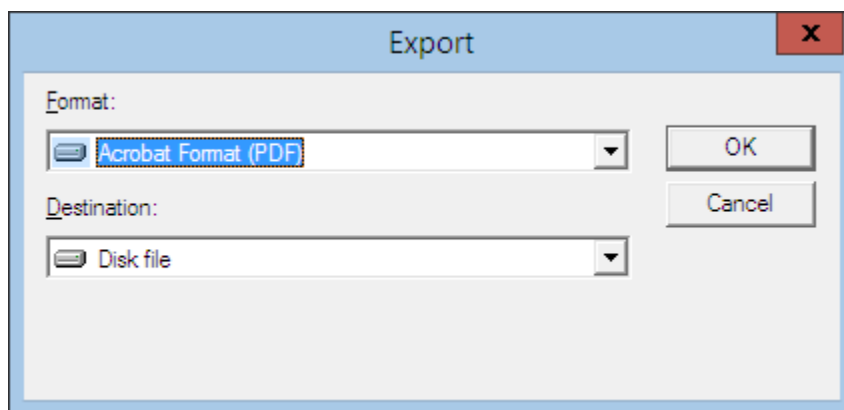 Export
x
Format:
Acrobat Format (PDF)
OK
Destination:
Cancel
Disk file